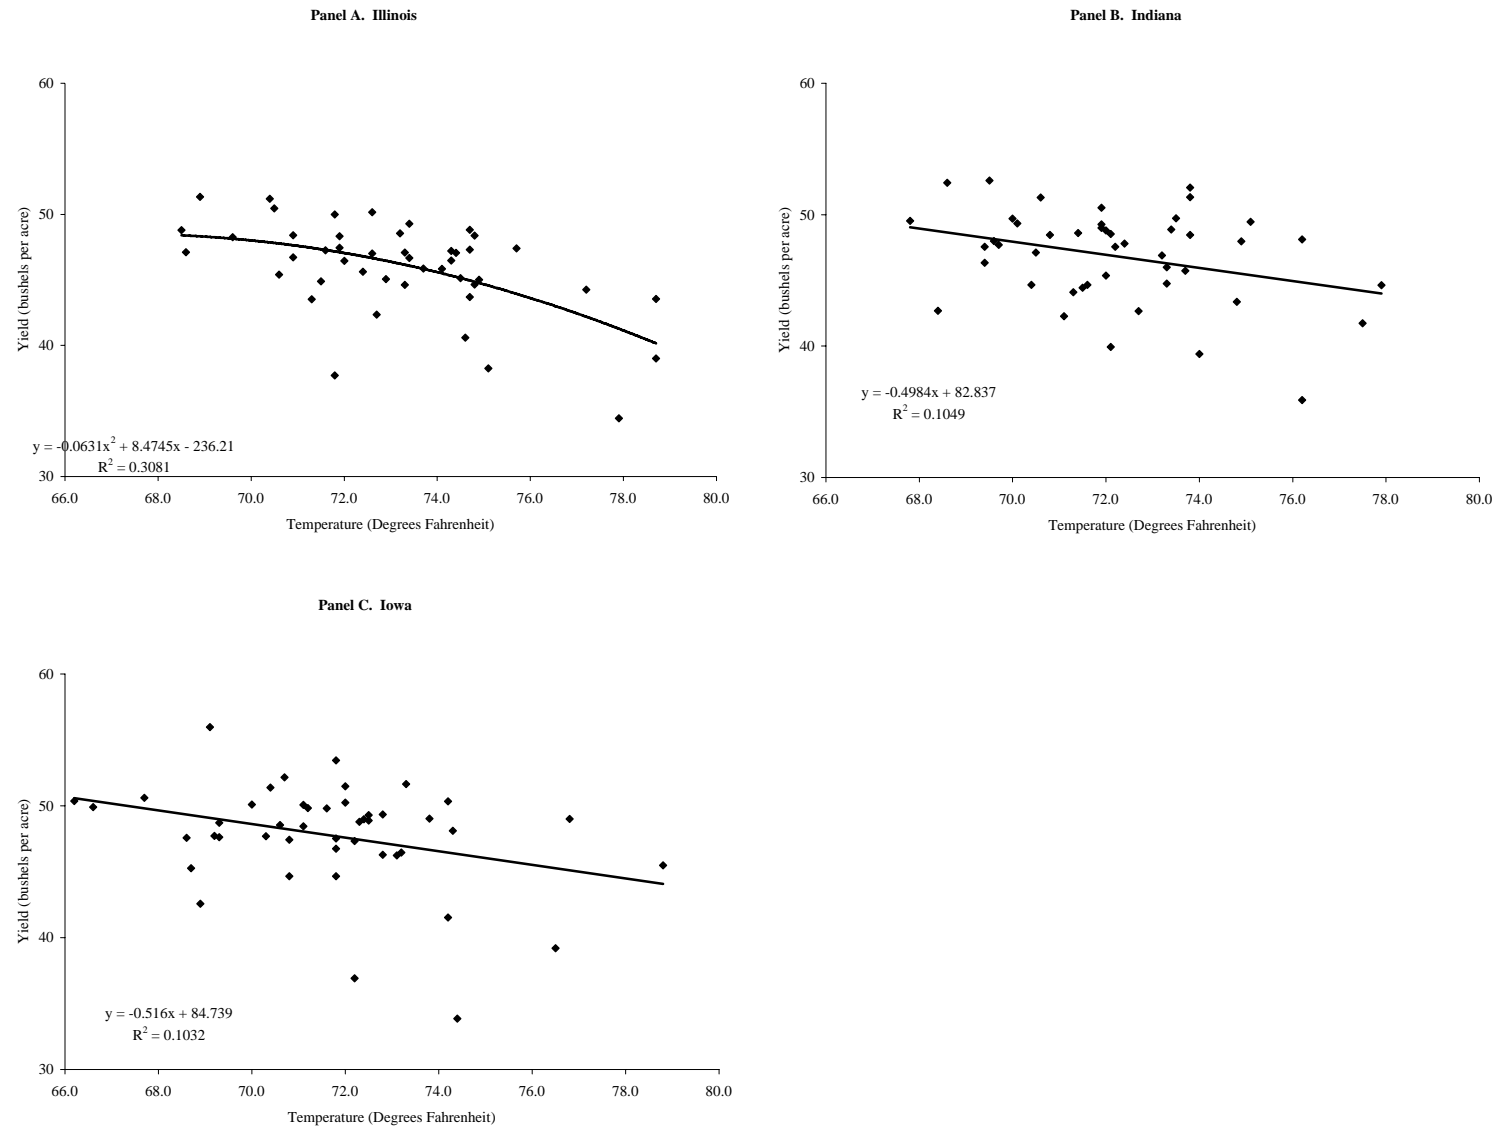 Panel A.  Illinois
60
50
40
30
Yield (bushels per acre)
y = -0.0631x² + 8.4745x - 236.21
R² = 0.3081
66.0 68.0 70.0 72.0 74.0 76.0 78.0 80.0
Temperature (Degrees Fahrenheit)
Panel B.  Indiana
60
50
40
30
Yield (bushels per acre)
y = -0.4984x + 82.837
R² = 0.1049
66.0 68.0 70.0 72.0 74.0 76.0 78.0 80.0
Temperature (Degrees Fahrenheit)
Panel C.  Iowa
60
50
40
30
Yield (bushels per acre)
y = -0.516x + 84.739
R² = 0.1032
66.0 68.0 70.0 72.0 74.0 76.0 78.0 80.0
Temperature (Degrees Fahrenheit)